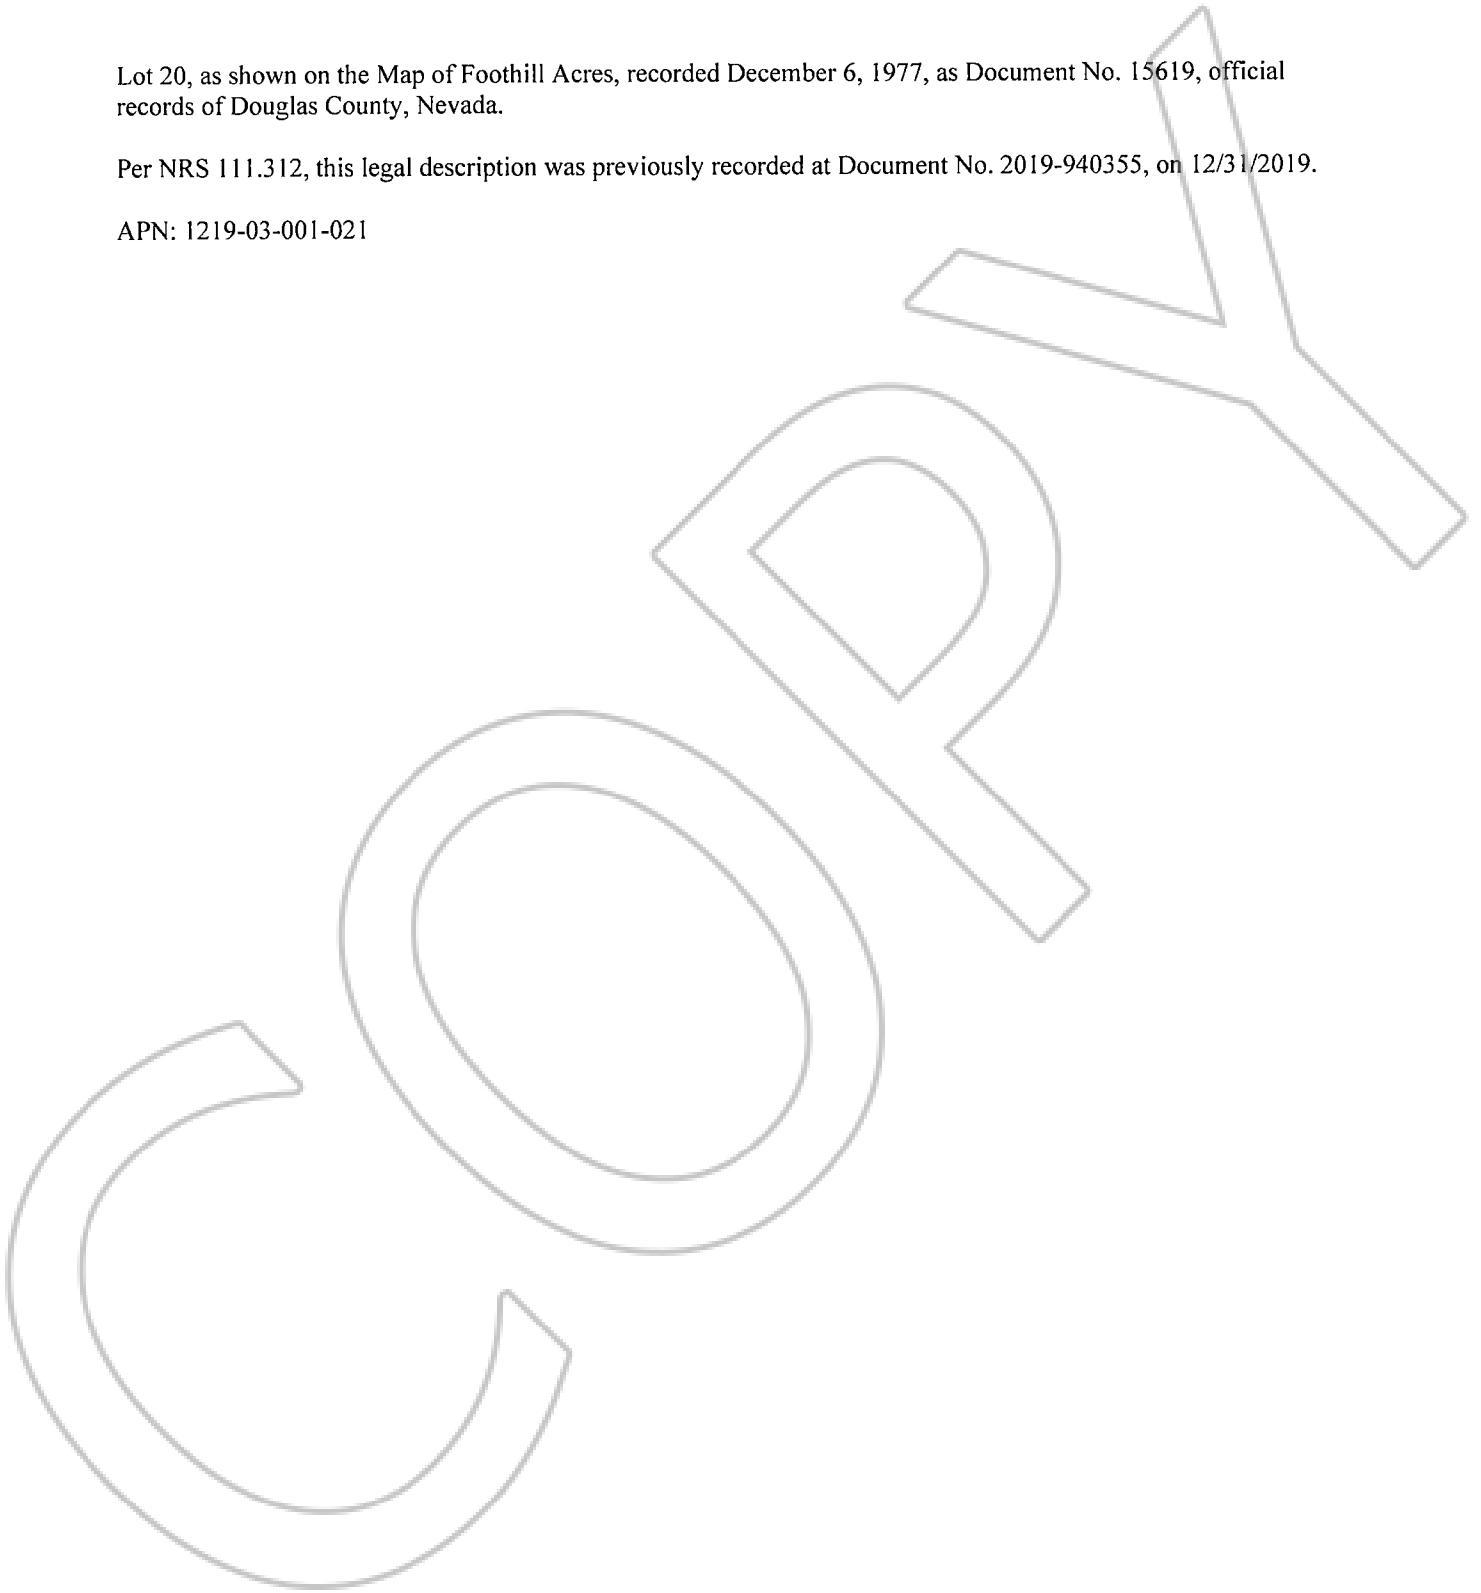 Lot 20, as shown on the Map of Foothill Acres, recorded December 6, 1977, as Document No. 15619, official
records of Douglas County, Nevada.
Per NRS 111.312, this legal description was previously recorded at Document No. 2019-940355, on 12/31/2019.
APN: 1219-03-001-021
COPY